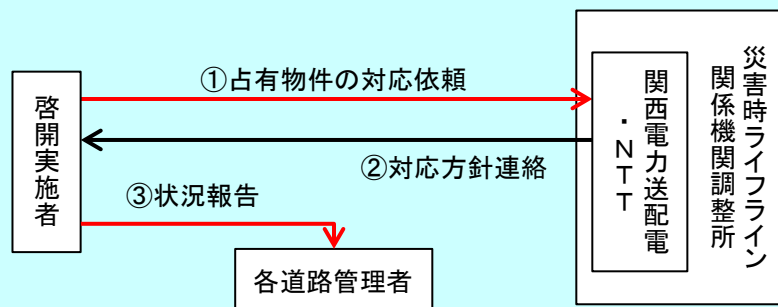 ①占有物件の対応依頼
啓開実施者
②対応方針連絡
③状況報告
各道路管理者
関西電力送配電
・NTT
災害時ライフライン
関係機関調整所